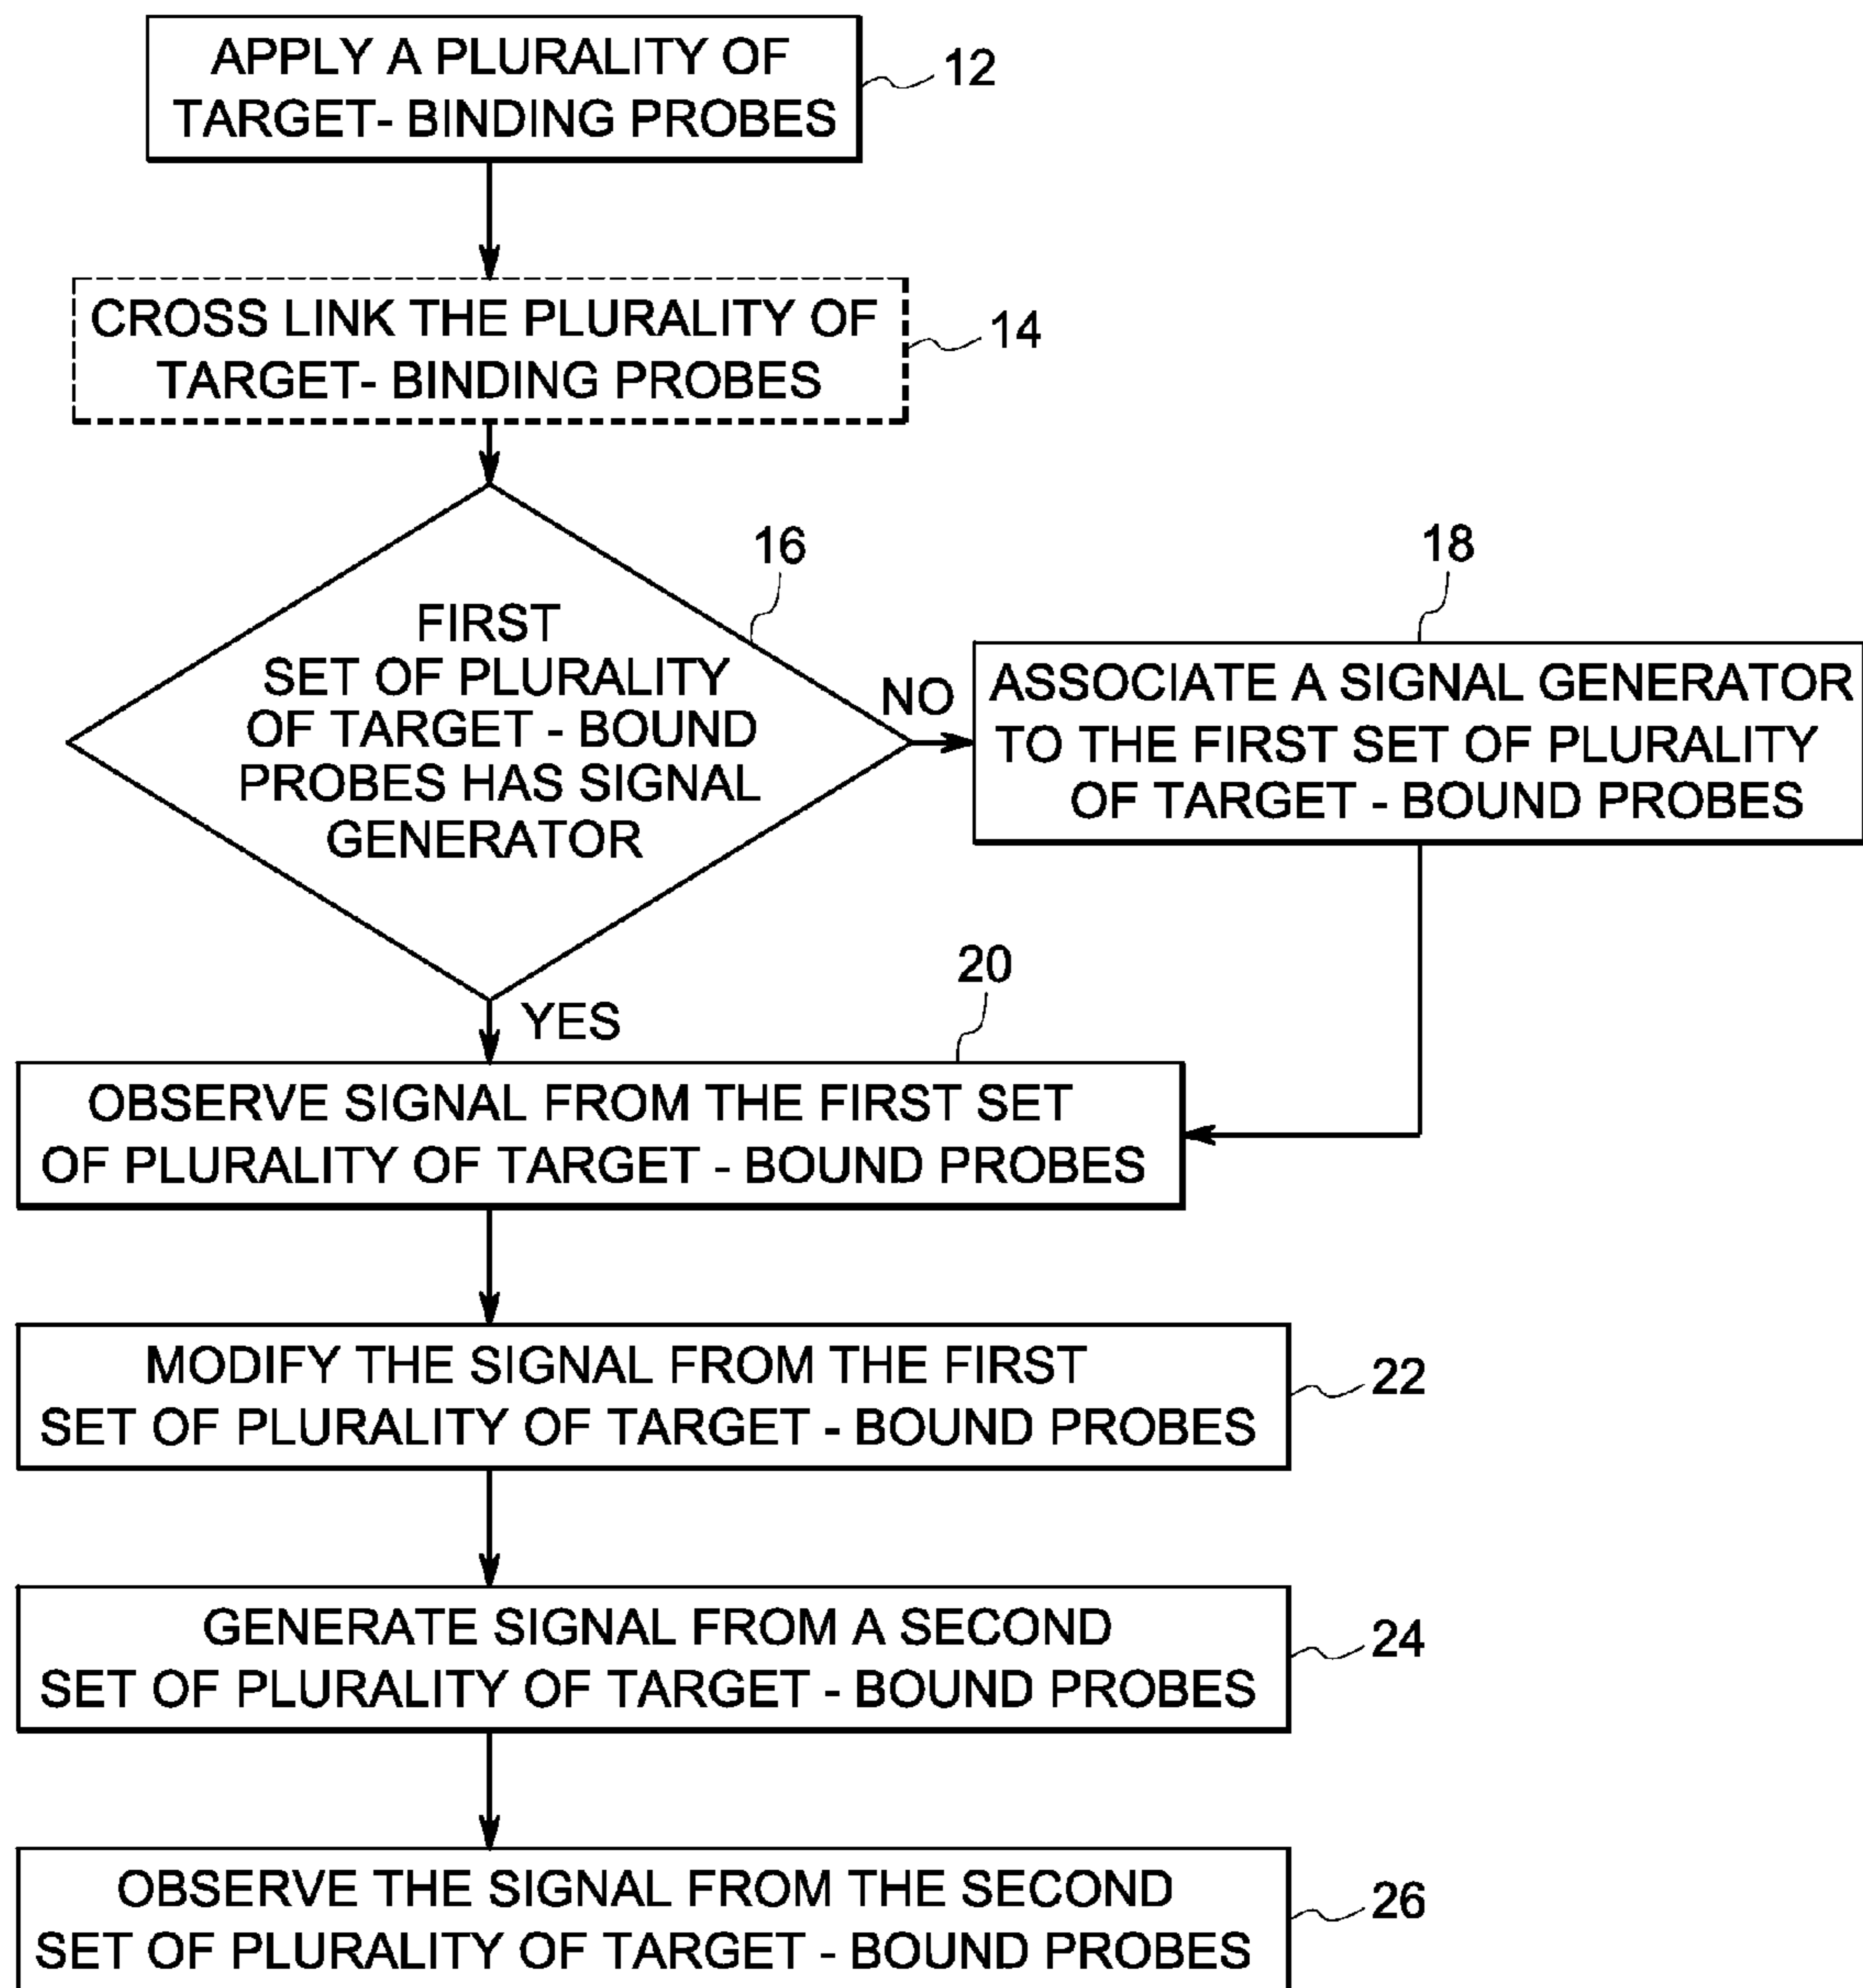 APPLY A PLURALITY OF
TARGET- BINDING PROBES
12
CROSS LINK THE PLURALITY OF
TARGET- BINDING PROBES
14
16
FIRST
SET OF PLURALITY
OF TARGET - BOUND
PROBES HAS SIGNAL
GENERATOR
NO
18
ASSOCIATE A SIGNAL GENERATOR
TO THE FIRST SET OF PLURALITY
OF TARGET - BOUND PROBES
YES
20
OBSERVE SIGNAL FROM THE FIRST SET
OF PLURALITY OF TARGET - BOUND PROBES
MODIFY THE SIGNAL FROM THE FIRST
SET OF PLURALITY OF TARGET - BOUND PROBES
22
GENERATE SIGNAL FROM A SECOND
SET OF PLURALITY OF TARGET - BOUND PROBES
24
OBSERVE THE SIGNAL FROM THE SECOND
SET OF PLURALITY OF TARGET - BOUND PROBES
26